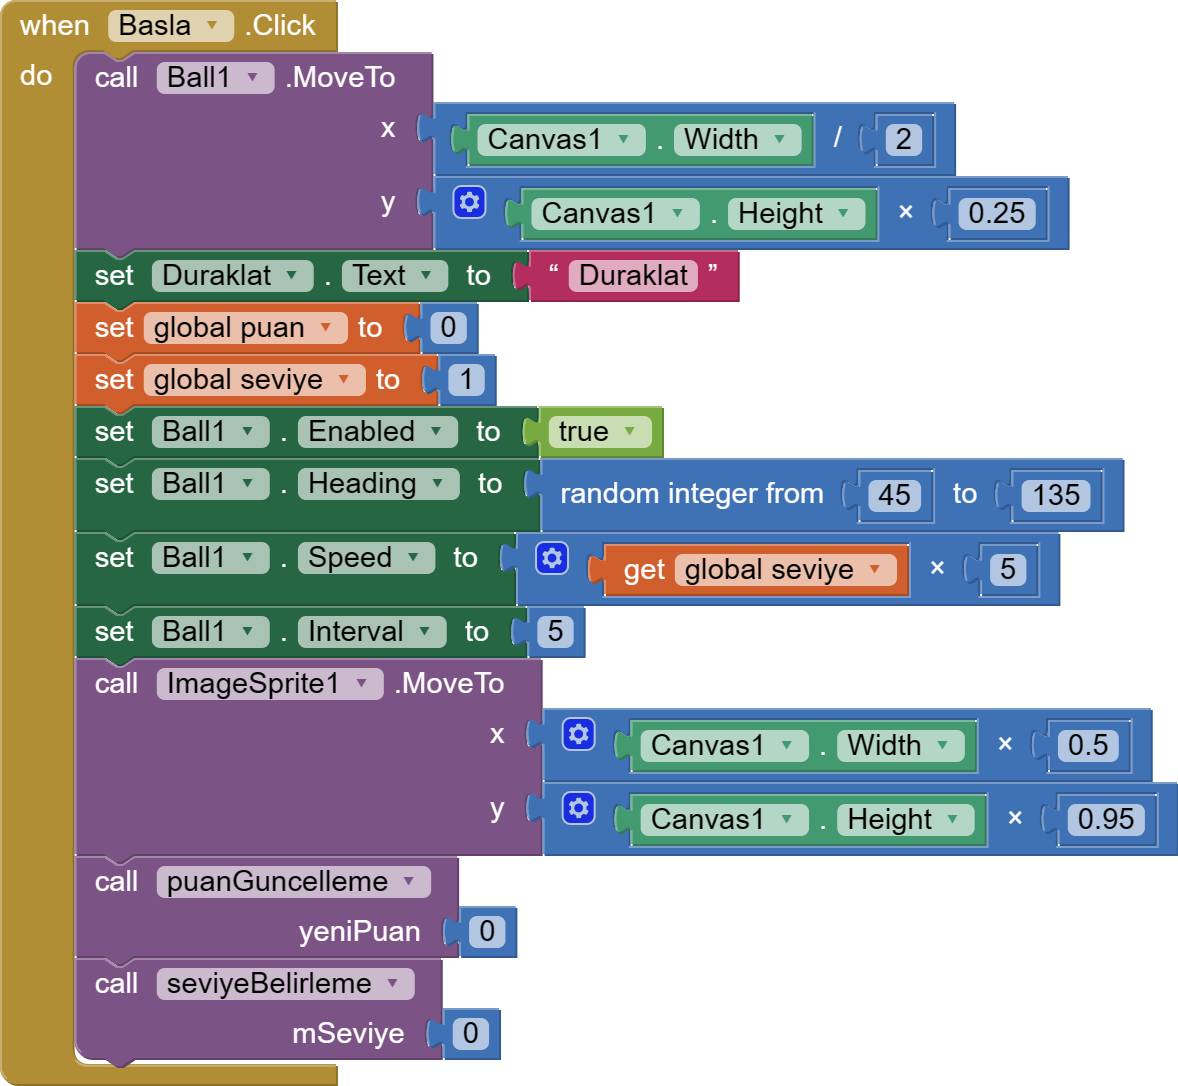 when Basla .Click
do call Ball1 .MoveTo
x Canvas1 . Width / 2
y Canvas1 . Height × 0.25
set Duraklat . Text to “ Duraklat ”
set global puan to 0
set global seviye to 1
set Ball1 . Enabled to true
set Ball1 . Heading to random integer from 45 to 135
set Ball1 . Speed to get global seviye × 5
set Ball1 . Interval to 5
call ImageSprite1 .MoveTo
x Canvas1 . Width × 0.5
y Canvas1 . Height × 0.95
call puanGuncelleme
yeniPuan 0
call seviyeBelirleme
mSeviye 0